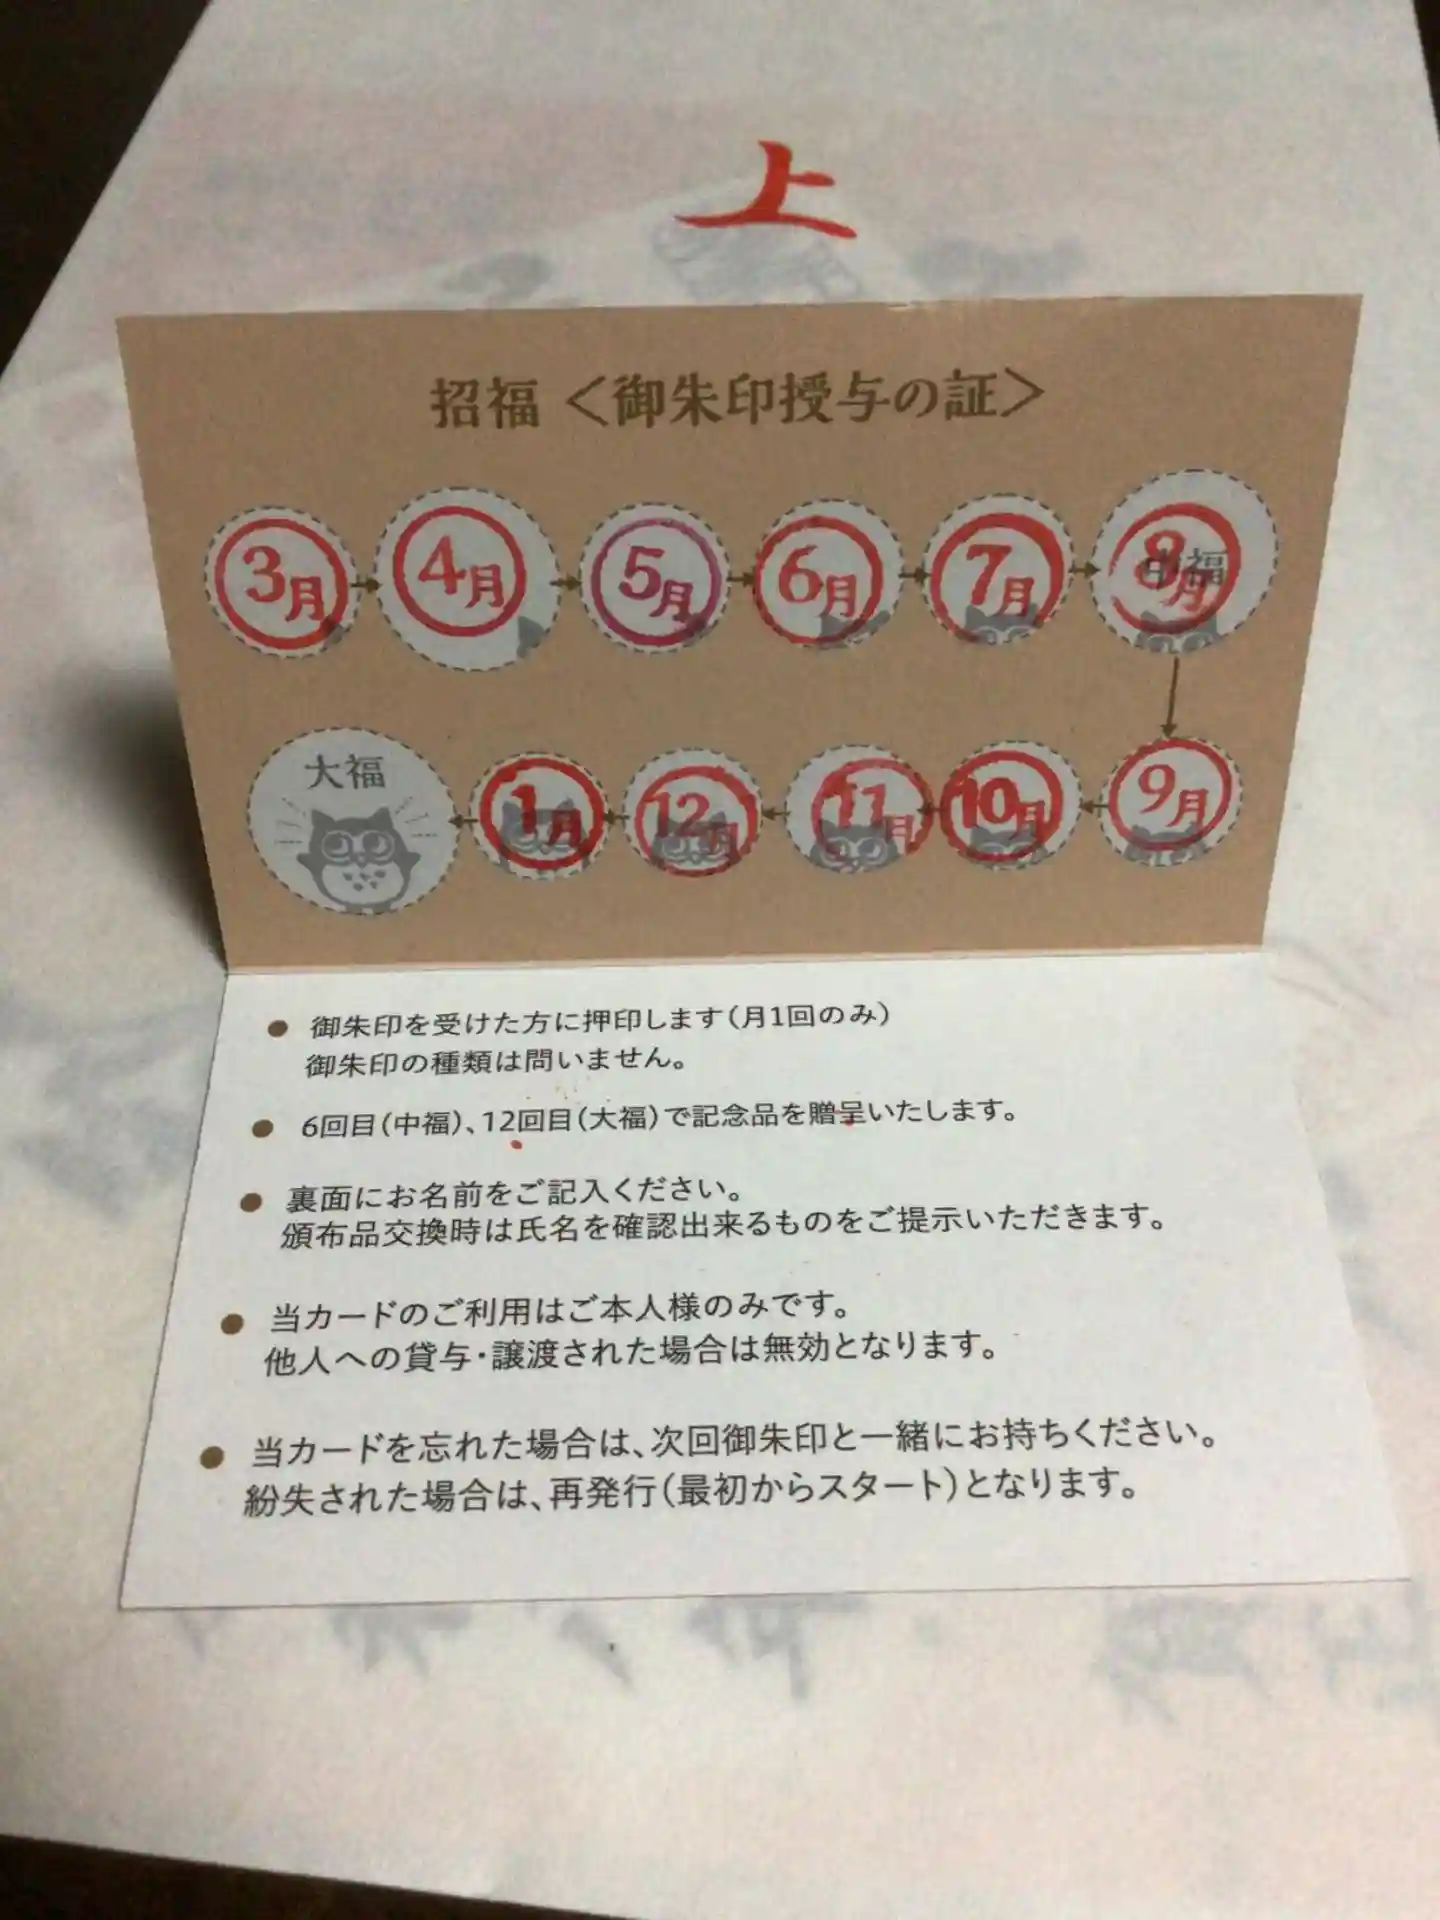 上
招福 <御朱印授与の証>
3月
4月
5月
6月
7月
8月
中福
大福
1月
12月
11月
10月
9月
● 御朱印を受けた方に押印します(月1回のみ)
御朱印の種類は問いません。
● 6回目(中福)、12回目(大福)で記念品を贈呈いたします。
● 裏面にお名前をご記入ください。
頒布品交換時は氏名を確認出来るものをご提示いただきます。
● 当カードのご利用はご本人様のみです。
他人への貸与・譲渡された場合は無効となります。
● 当カードを忘れた場合は、次回御朱印と一緒にお持ちください。
紛失された場合は、再発行(最初からスタート)となります。